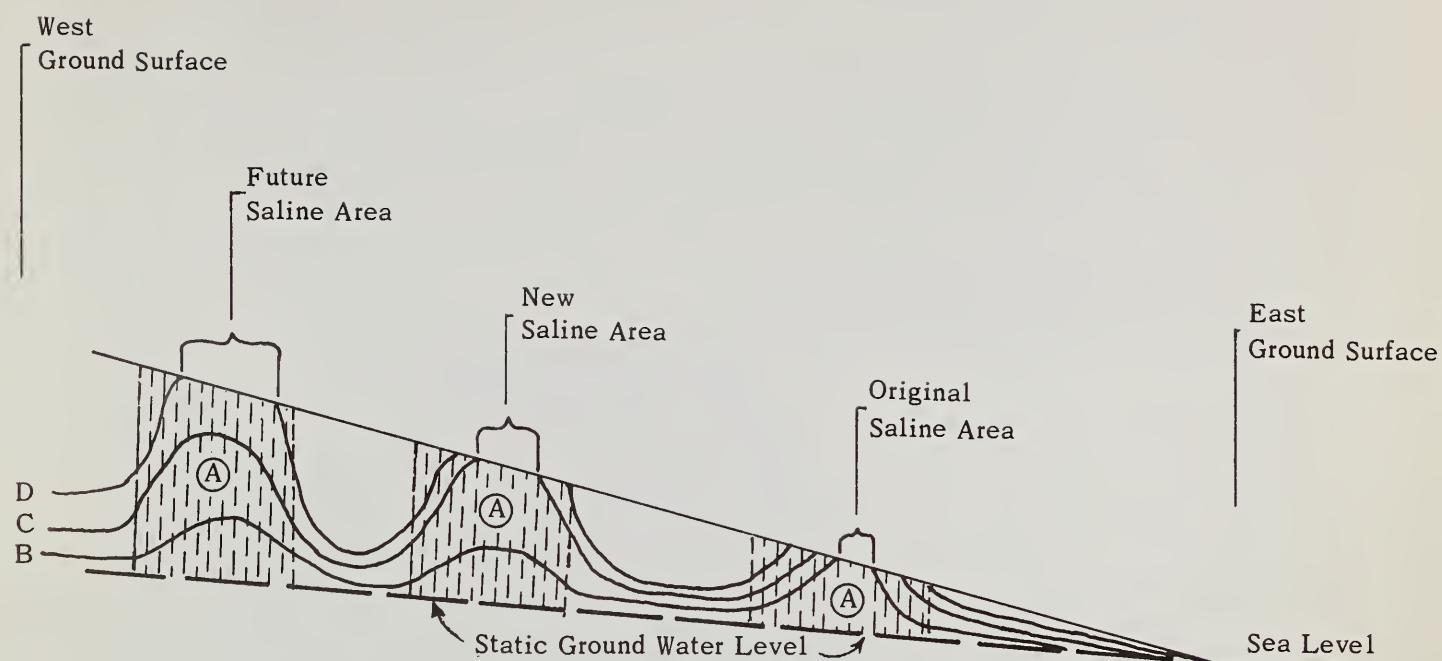 West
Ground Surface
Future
Saline Area
New
Saline Area
East
Ground Surface
Original
Saline Area
A
A
D
C
B
A
Static Ground Water Level
Sea Level